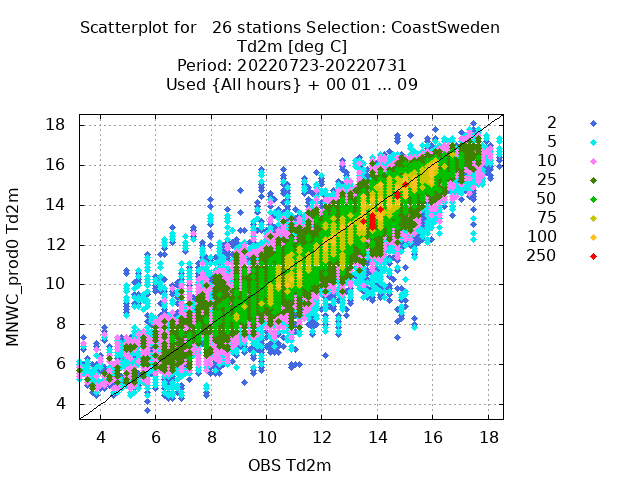 Scatterplot for   26 stations Selection: CoastSweden
Td2m [deg C]
Period: 20220723-20220731
Used {All hours} + 00 01 ... 09
MNWC_prod0 Td2m
18
16
14
12
10
8
6
4
4 6 8 10 12 14 16 18
OBS Td2m
2
5
10
25
50
75
100
250